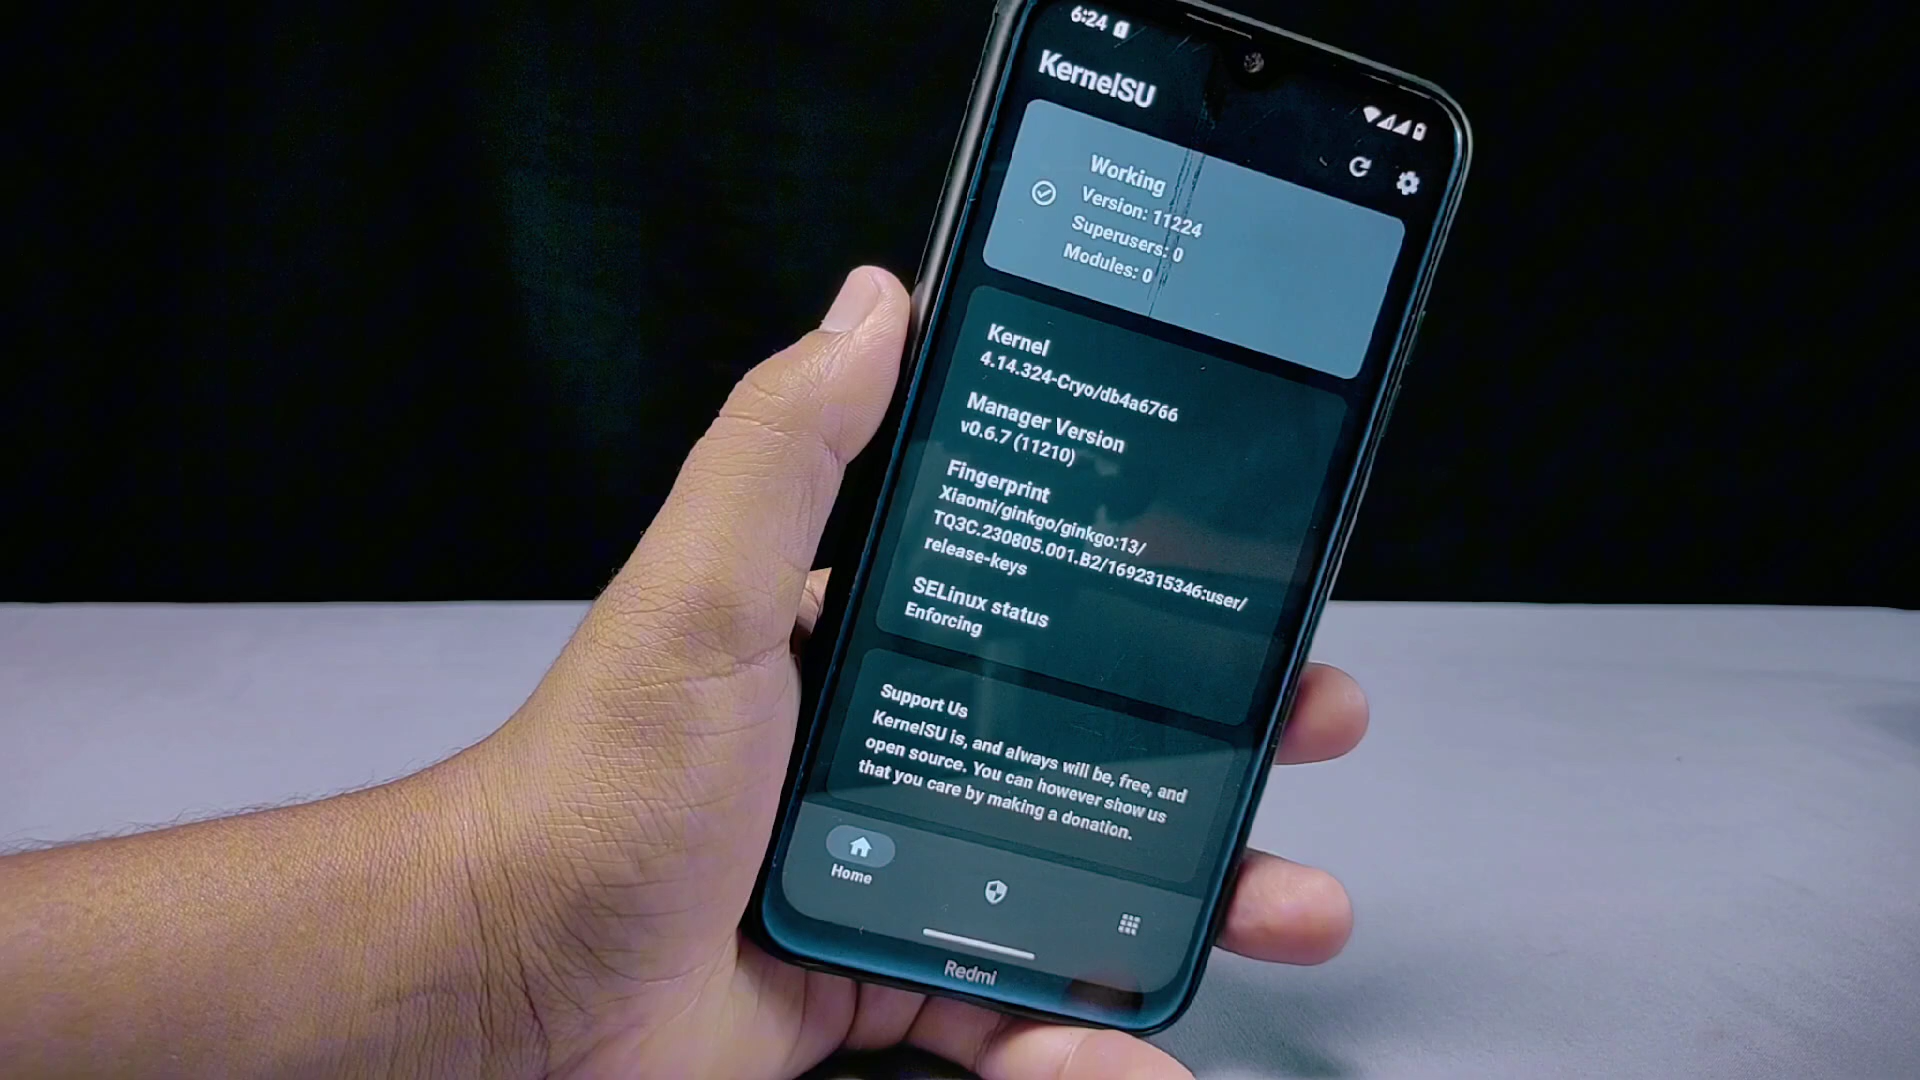 6:24
KernelSU
Working
Version: 11224
Superusers: 0
Modules: 0
Kernel
4.14.324-Cryo/db4a6766
Manager Version
v0.6.7 (11210)
Fingerprint
Xiaomi/ginkgo/ginkgo:13/
TQ3C.230805.001.B2/1692315346:user/
release-keys
SELinux status
Enforcing
Support Us
KernelSU is, and always will be, free, and
open source. You can however show us
that you care by making a donation.
Home
Redmi